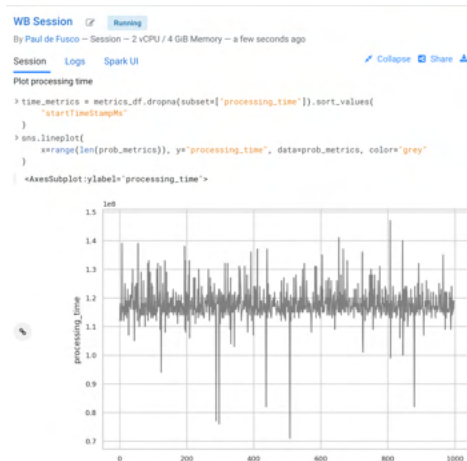 WB Session Running
By Paul de Fusco — Session — 2 vCPU / 4 GiB Memory — a few seconds ago
Session Logs Spark UI Collapse Share
Plot processing time
> time_metrics = metrics_df.dropna(subset=["processing_time"]).sort_values(
"startTimeStampMs"
)
> sns.lineplot(
x=range(len(prob_metrics)), y="processing_time", data=prob_metrics, color="grey"
)
<AxesSubplot:ylabel='processing_time'>
1e8
1.5
1.4
1.3
1.2
1.1
1.0
0.9
0.8
0.7
processing_time
0 200 400 600 800 1000